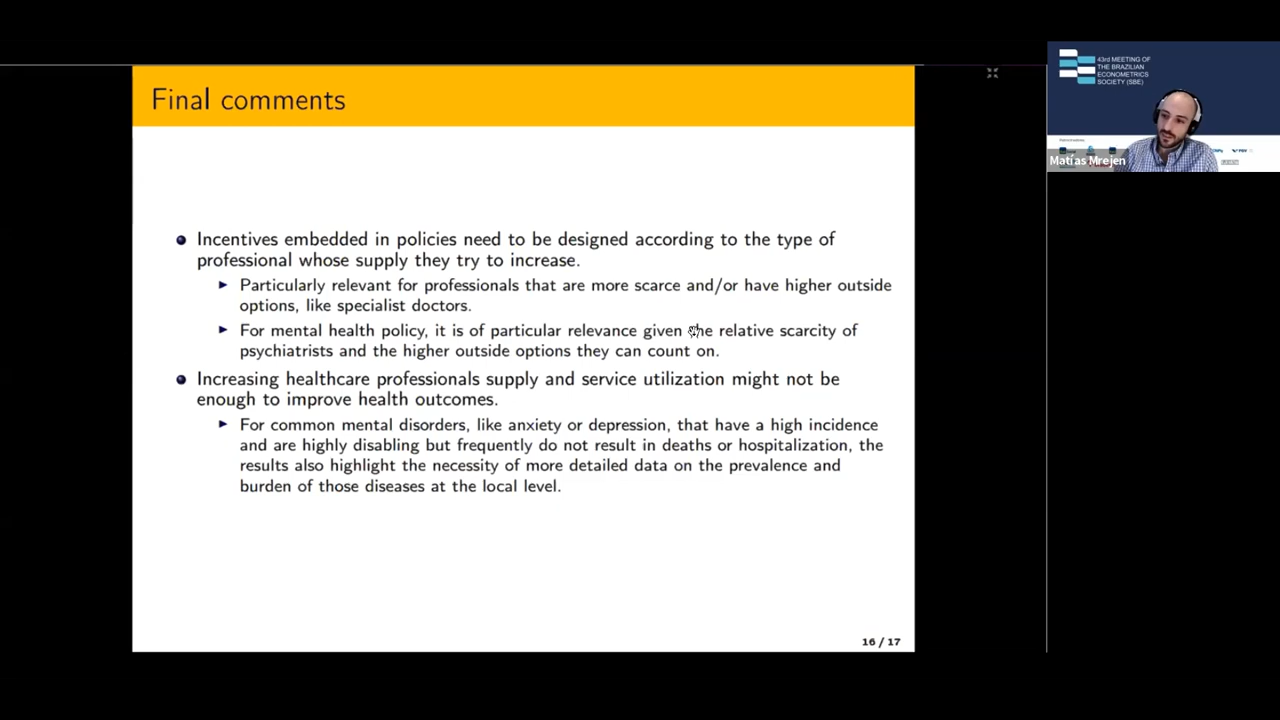 Final comments
Incentives embedded in policies need to be designed according to the type of
professional whose supply they try to increase.
Particularly relevant for professionals that are more scarce and/or have higher outside
options, like specialist doctors.
For mental health policy, it is of particular relevance given the relative scarcity of
psychiatrists and the higher outside options they can count on.
Increasing healthcare professionals supply and service utilization might not be
enough to improve health outcomes.
For common mental disorders, like anxiety or depression, that have a high incidence
and are highly disabling but frequently do not result in deaths or hospitalization, the
results also highlight the necessity of more detailed data on the prevalence and
burden of those diseases at the local level.
16 / 17
43rd MEETING OF
THE BRAZILIAN
ECONOMETRICS
SOCIETY (SBE)
Matías Mrejen